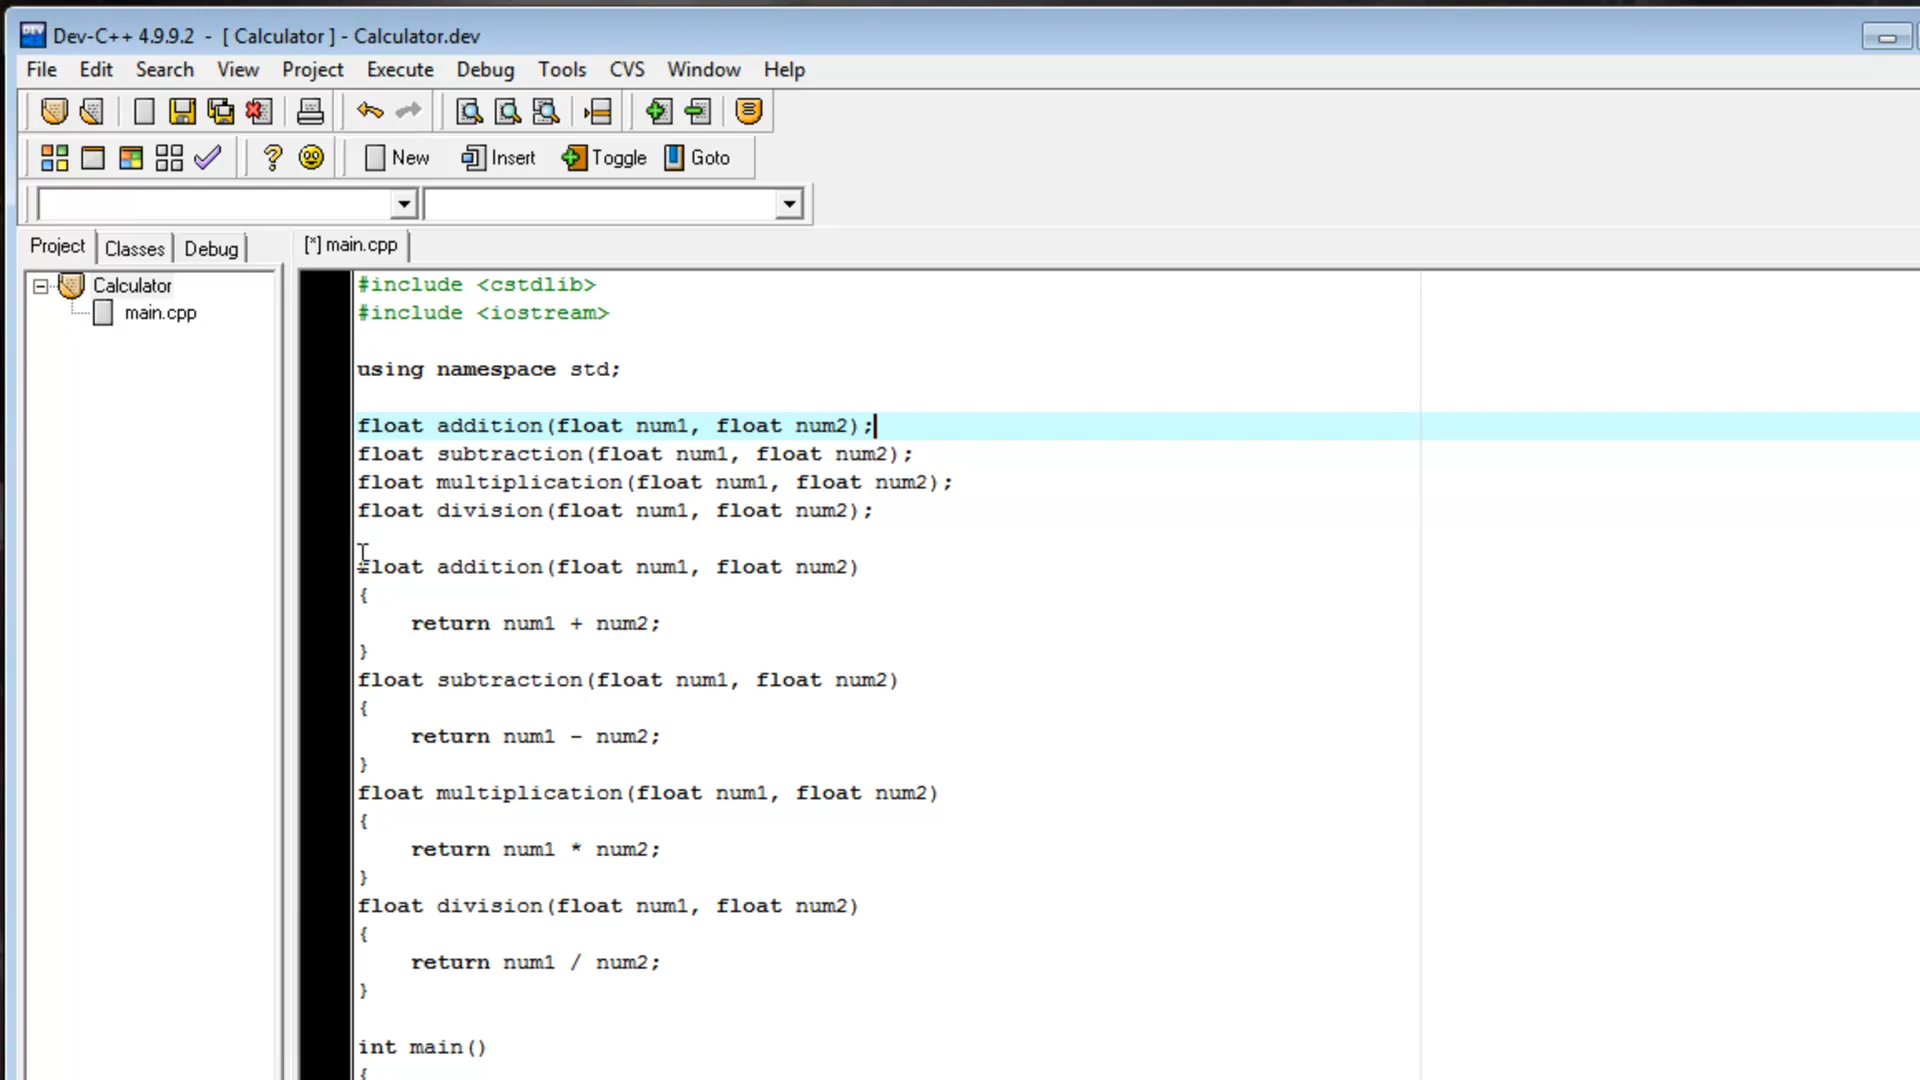 Dev-C++ 4.9.9.2 - [ Calculator ] - Calculator.dev
File Edit Search View Project Execute Debug Tools CVS Window Help
New Insert Toggle Goto
Project Classes Debug [*] main.cpp
Calculator
main.cpp
#include <cstdlib>
#include <iostream>
using namespace std;
float addition(float num1, float num2);
float subtraction(float num1, float num2);
float multiplication(float num1, float num2);
float division(float num1, float num2);
float addition(float num1, float num2)
{
return num1 + num2;
}
float subtraction(float num1, float num2)
{
return num1 - num2;
}
float multiplication(float num1, float num2)
{
return num1 * num2;
}
float division(float num1, float num2)
{
return num1 / num2;
}
int main()
{